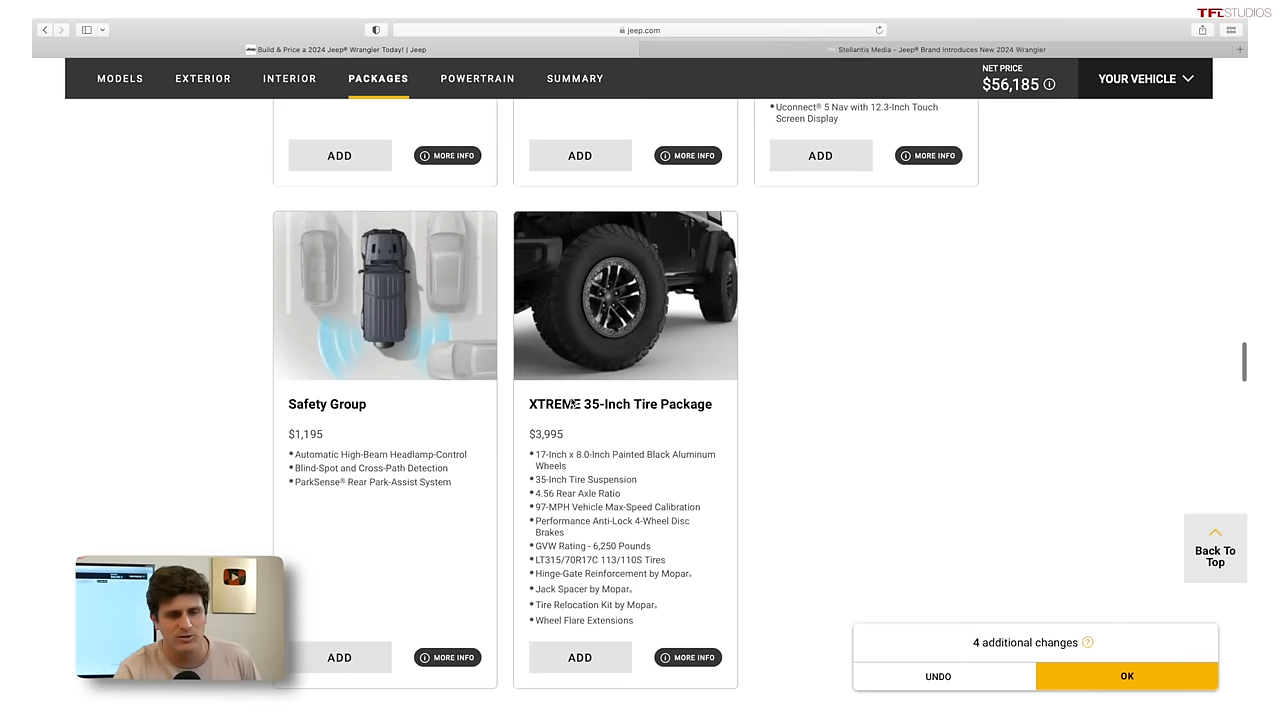 TFLSTUDIOS
jeep.com
Build & Price a 2024 Jeep® Wrangler Today! | Jeep
Stellantis Media - Jeep® Brand Introduces New 2024 Wrangler
MODELS
EXTERIOR
INTERIOR
PACKAGES
POWERTRAIN
SUMMARY
NET PRICE
$56,185
YOUR VEHICLE
• Uconnect® 5 Nav with 12.3-Inch Touch
Screen Display
ADD
MORE INFO
ADD
MORE INFO
ADD
MORE INFO
Safety Group
$1,195
• Automatic High-Beam Headlamp-Control
• Blind-Spot and Cross-Path Detection
• ParkSense® Rear Park-Assist System
ADD
MORE INFO
XTREME 35-Inch Tire Package
$3,995
• 17-Inch x 8.0-Inch Painted Black Aluminum
Wheels
• 35-Inch Tire Suspension
• 4.56 Rear Axle Ratio
• 97-MPH Vehicle Max-Speed Calibration
• Performance Anti-Lock 4-Wheel Disc
Brakes
• GVW Rating - 6,250 Pounds
• LT315/70R17C 113/110S Tires
• Hinge-Gate Reinforcement by Mopar®
• Jack Spacer by Mopar®
• Tire Relocation Kit by Mopar®
• Wheel Flare Extensions
ADD
MORE INFO
Back To
Top
4 additional changes
UNDO
OK